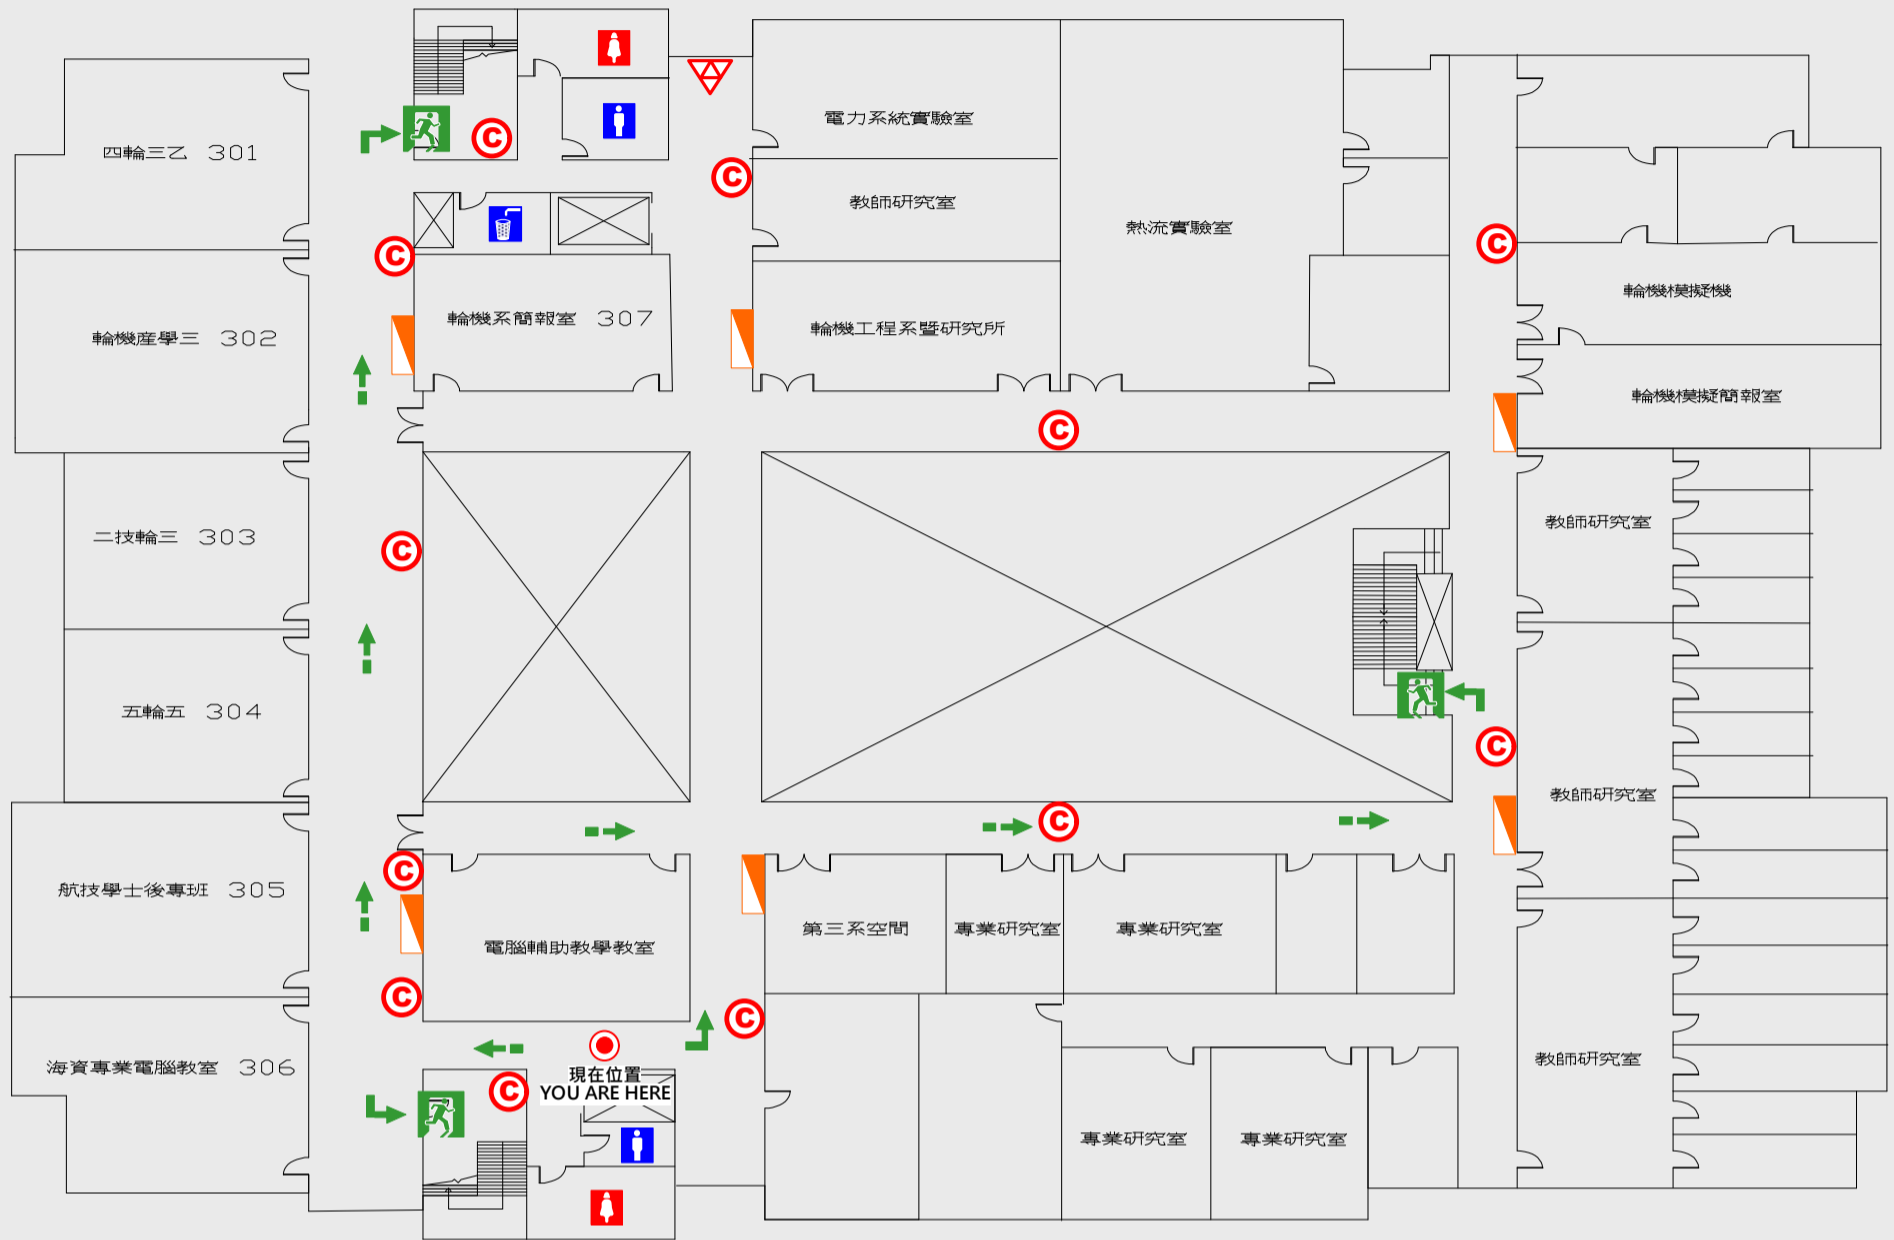 電力系統實驗室
四輪三乙 301
教師研究室
熱流實驗室
輪機模擬機
輪機系簡報室 307
輪機工程系暨研究所
輪機產學三 302
輪機模擬簡報室
教師研究室
二技輪三 303
五輪五 304
教師研究室
航技學士後專班 305
電腦輔助教學教室
第三系空間
專業研究室
專業研究室
海資專業電腦教室 306
教師研究室
現在位置
YOU ARE HERE
專業研究室
專業研究室
C
C
C
C
C
C
C
C
C
C
C
C